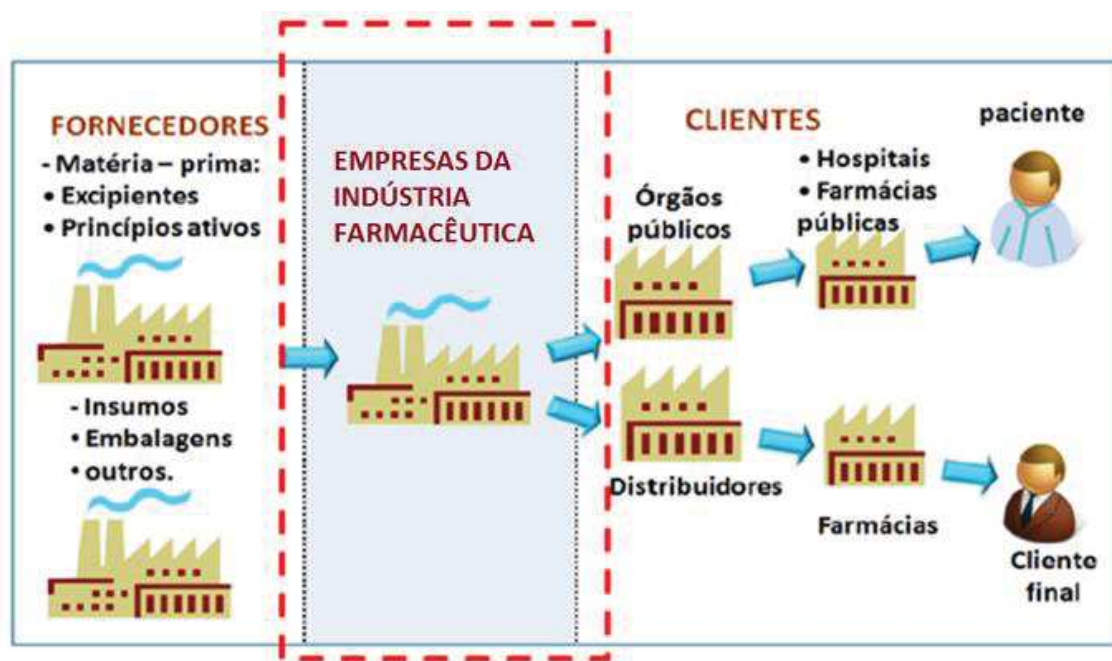 FORNECEDORES
- Matéria – prima:
• Excipientes
• Princípios ativos
- Insumos
• Embalagens
• outros.
EMPRESAS DA
INDÚSTRIA
FARMACÊUTICA
CLIENTES
Órgãos
públicos
• Hospitais
• Farmácias
públicas
paciente
Distribuidores
Farmácias
Cliente
final